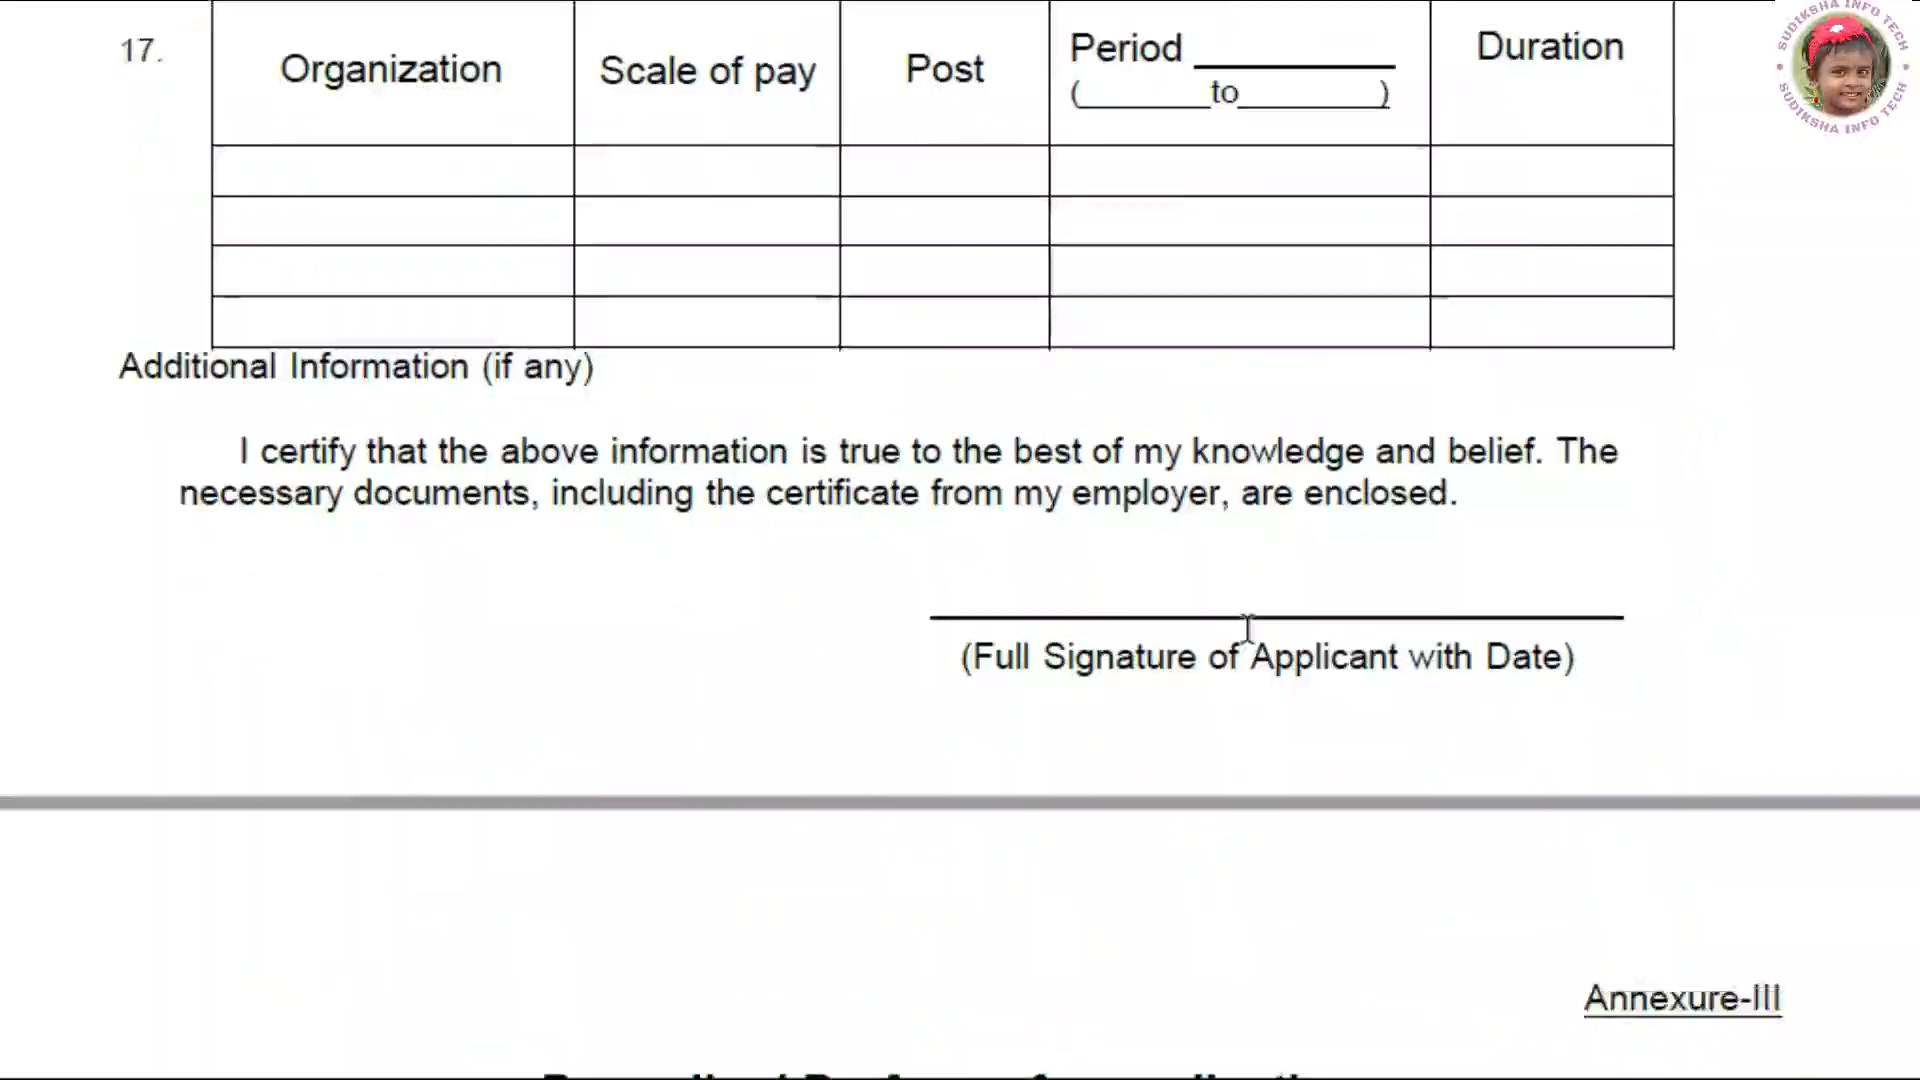 17.
Organization
Scale of pay
Post
Period ___________
(________to_________)
Duration
Additional Information (if any)
I certify that the above information is true to the best of my knowledge and belief. The
necessary documents, including the certificate from my employer, are enclosed.
(Full Signature of Applicant with Date)
Annexure-III
SUDIKSHA INFO TECH
SUDIKSHA INFO TECH